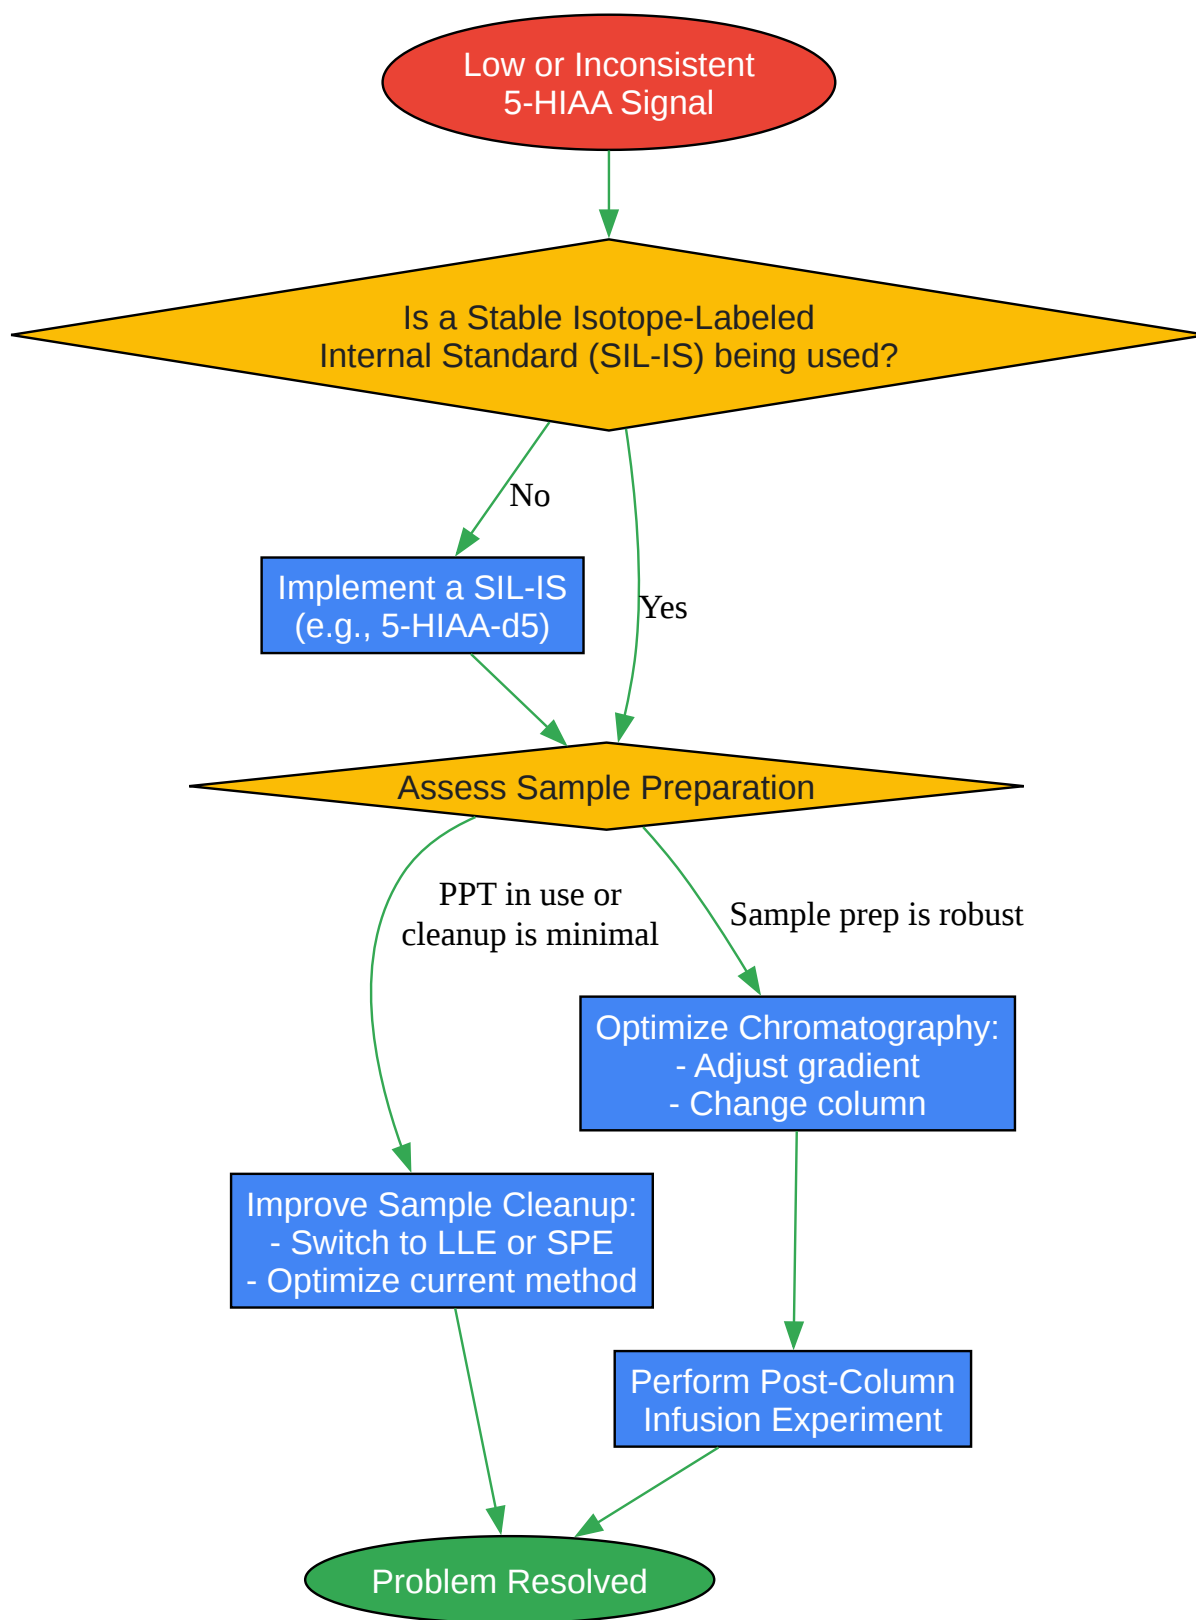 Low or Inconsistent
5-HIAA Signal
Is a Stable Isotope-Labeled
Internal Standard (SIL-IS) being used?
No
Implement a SIL-IS
(e.g., 5-HIAA-d5)
Yes
Assess Sample Preparation
PPT in use or
cleanup is minimal
Sample prep is robust
Optimize Chromatography:
- Adjust gradient
- Change column
Improve Sample Cleanup:
- Switch to LLE or SPE
- Optimize current method
Perform Post-Column
Infusion Experiment
Problem Resolved